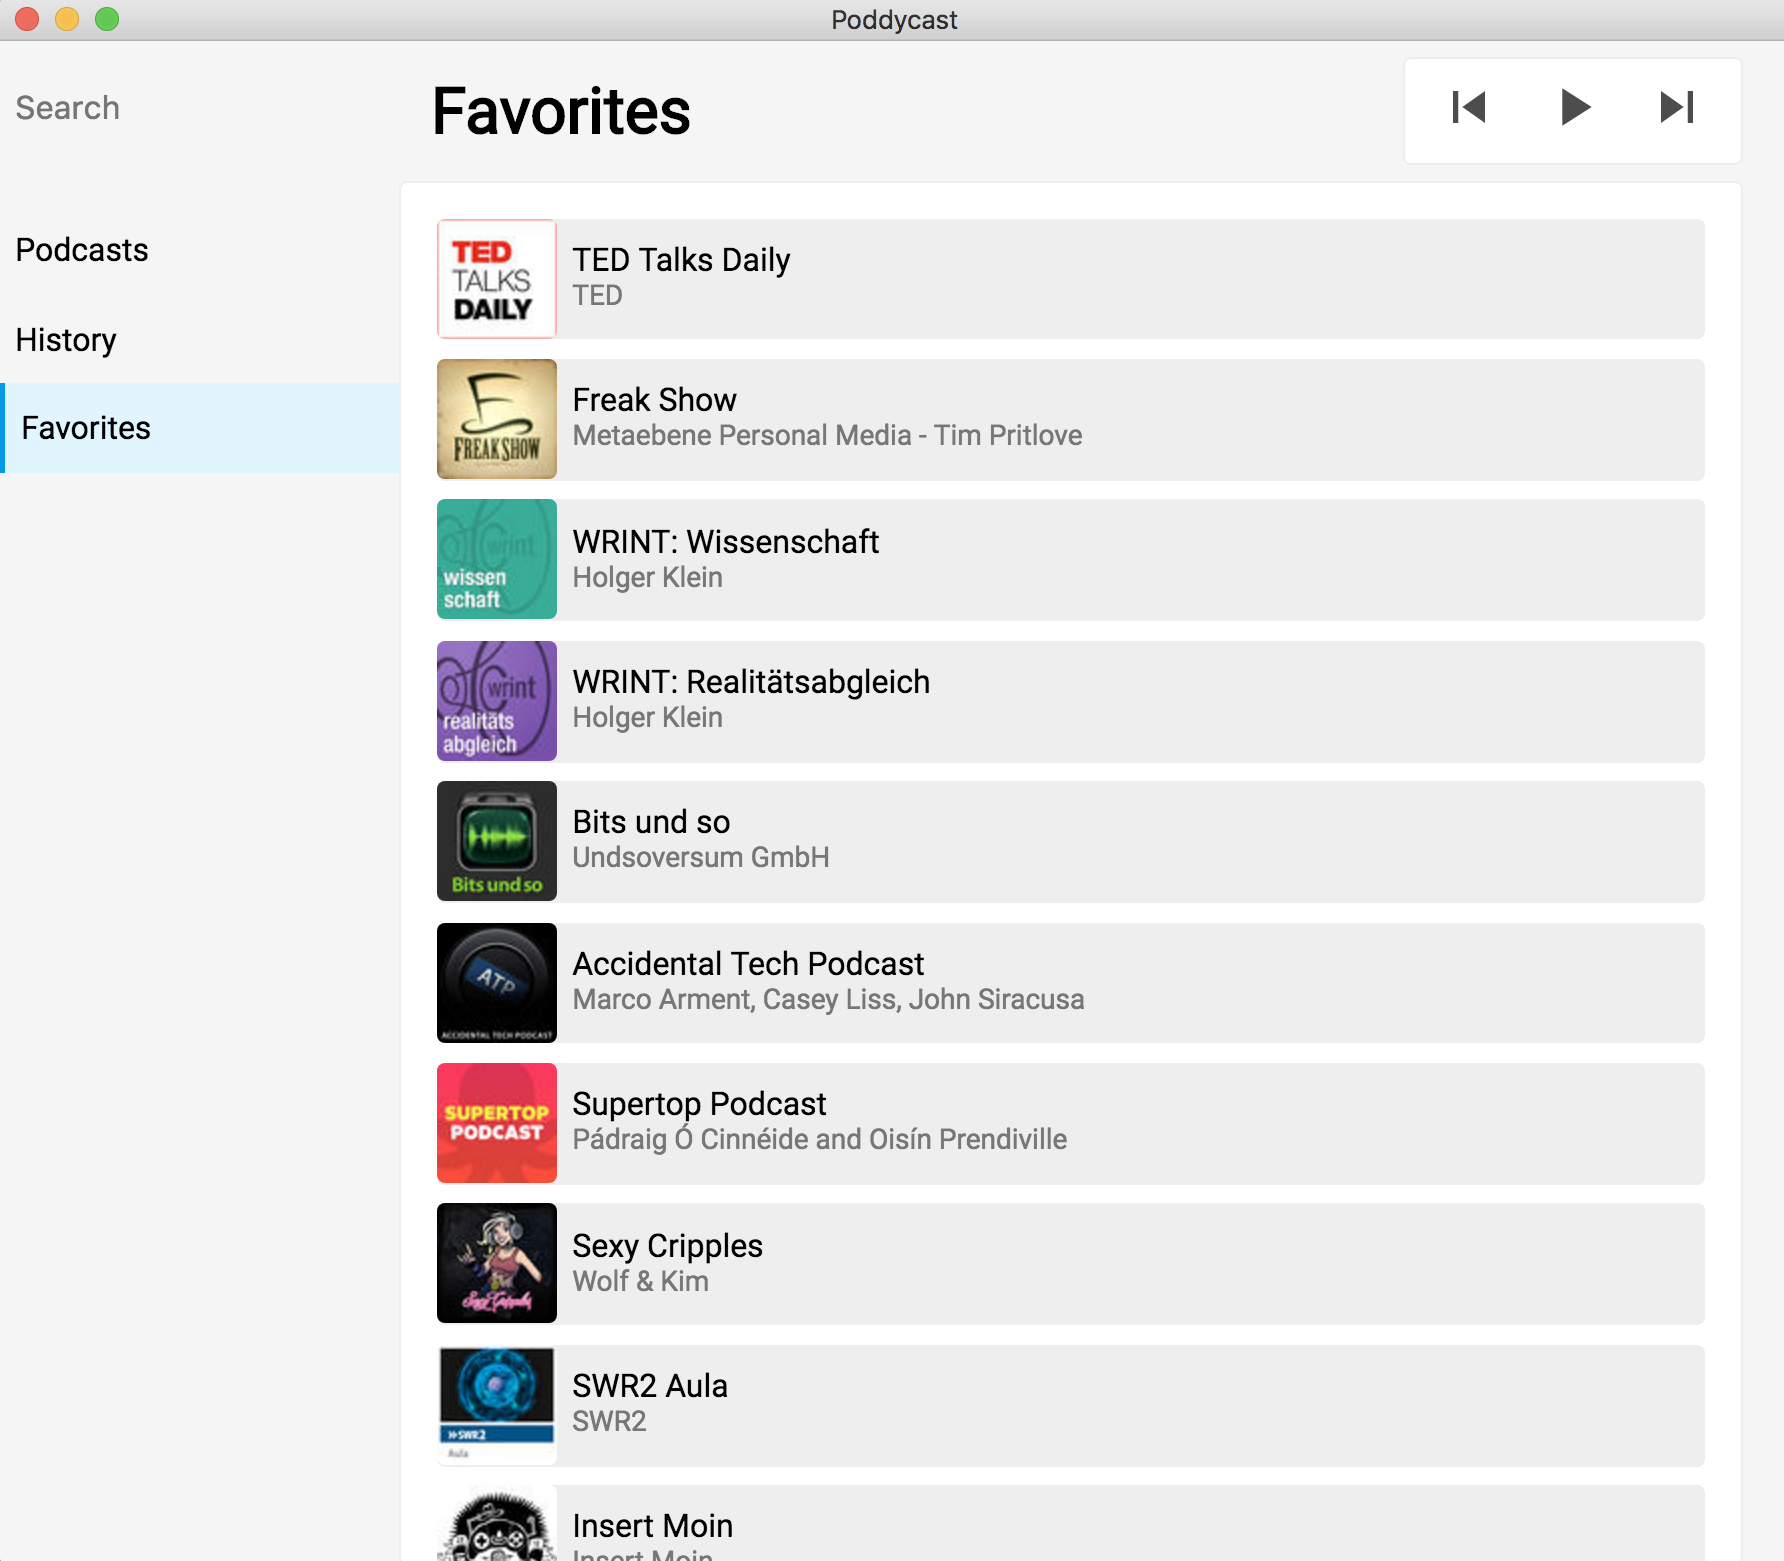 Poddycast
Search
Favorites
Podcasts
History
Favorites
TED
TALKS
DAILY
TED Talks Daily
TED
FREAK SHOW
Freak Show
Metaebene Personal Media - Tim Pritlove
wrint
wissen
schaft
WRINT: Wissenschaft
Holger Klein
wrint
realitäts
abgleich
WRINT: Realitätsabgleich
Holger Klein
Bits und so
Bits und so
Undsoversum GmbH
ATP
ACCIDENTAL TECH PODCAST
Accidental Tech Podcast
Marco Arment, Casey Liss, John Siracusa
SUPERTOP
PODCAST
Supertop Podcast
Pádraig Ó Cinnéide and Oisín Prendiville
Sexy Cripples
Sexy Cripples
Wolf & Kim
SWR2
Aula
SWR2 Aula
SWR2
Insert Moin
Insert Moin